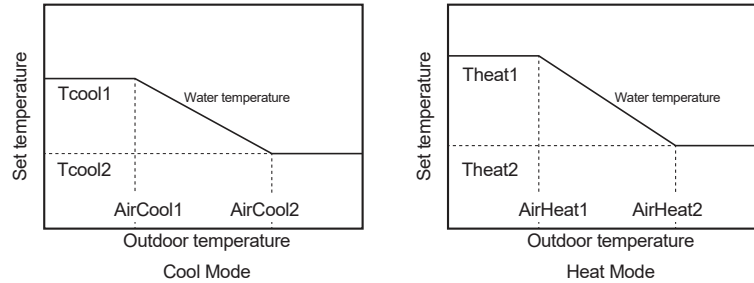 Set temperature
Tcool1
Water temperature
Tcool2
AirCool1
AirCool2
Outdoor temperature
Cool Mode
Set temperature
Theat1
Water temperature
Theat2
AirHeat1
AirHeat2
Outdoor temperature
Heat Mode